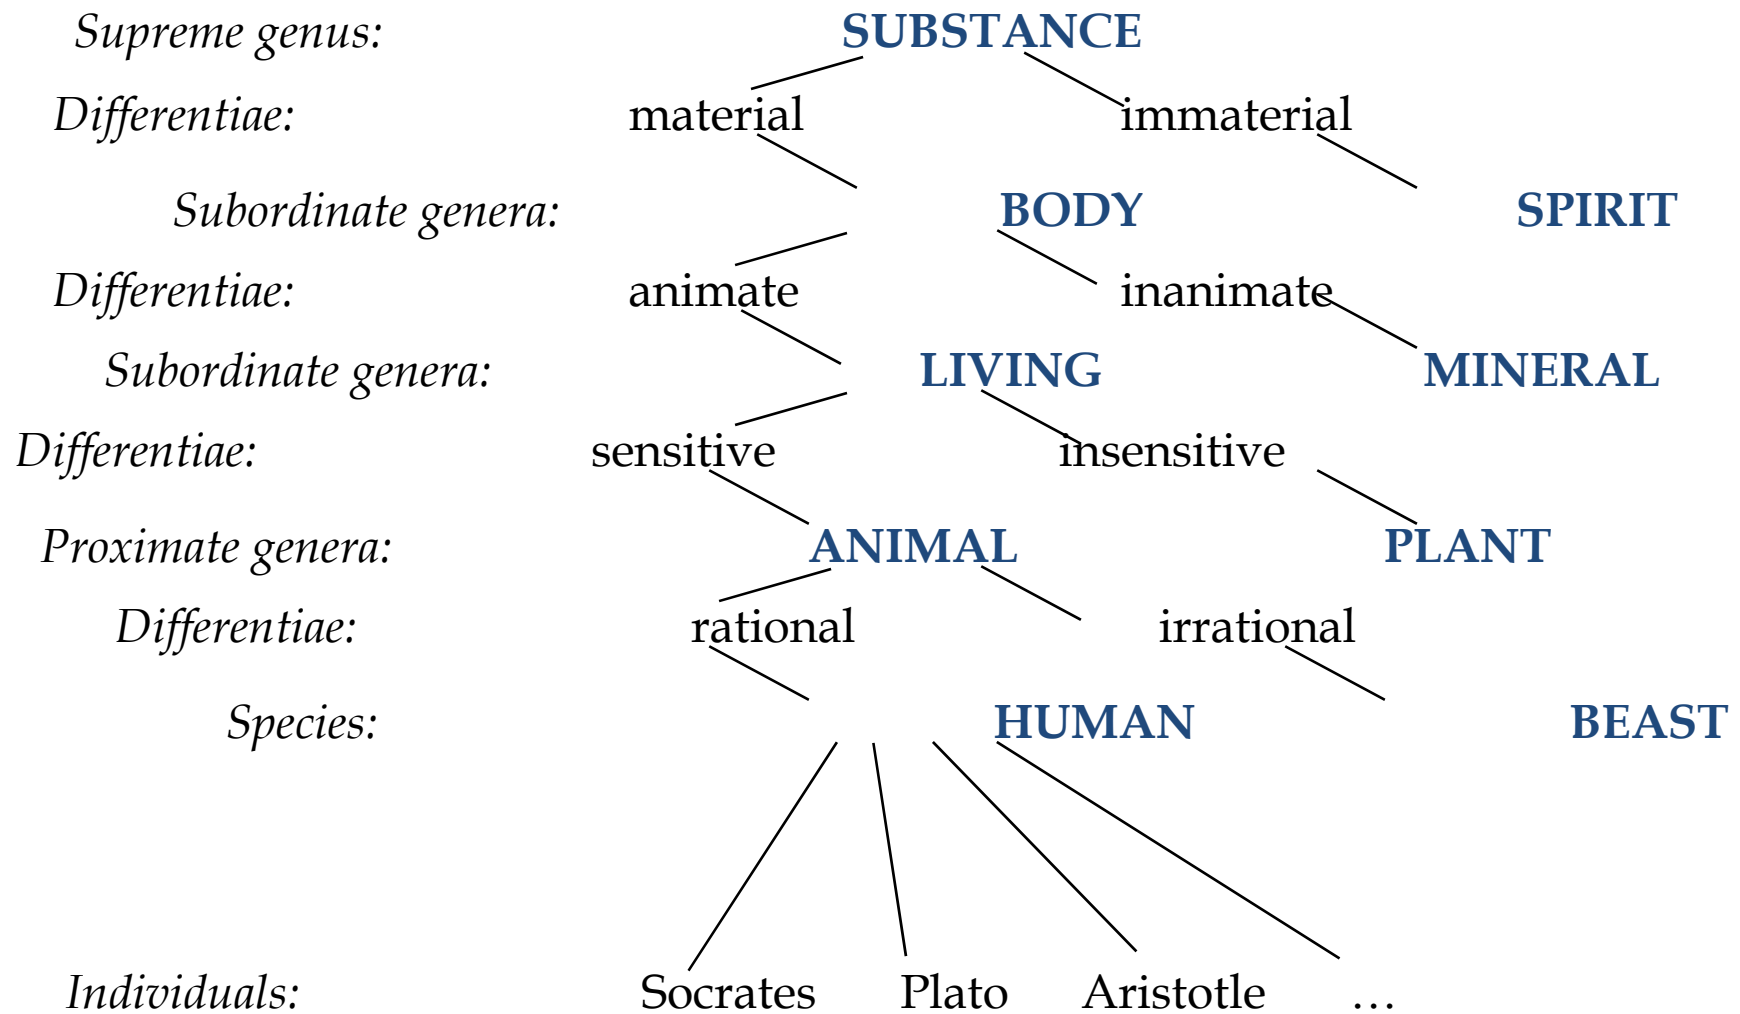 Supreme genus: SUBSTANCE
Differentiae: material immaterial
Subordinate genera: BODY SPIRIT
Differentiae: animate inanimate
Subordinate genera: LIVING MINERAL
Differentiae: sensitive insensitive
Proximate genera: ANIMAL PLANT
Differentiae: rational irrational
Species: HUMAN BEAST
Individuals: Socrates Plato Aristotle …